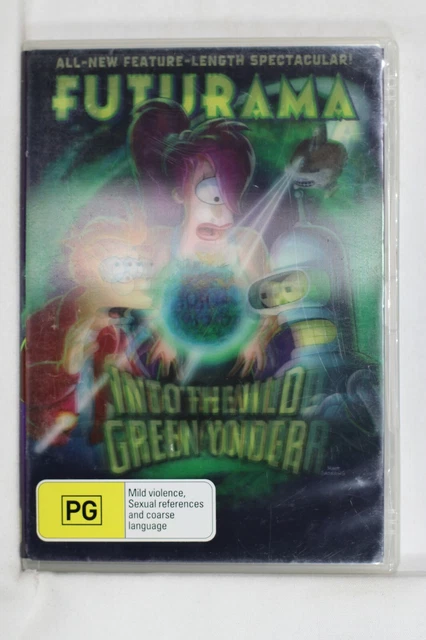 ALL-NEW FEATURE-LENGTH SPECTACULAR!
FUTURAMA
INTO THE WILD
GREEN YONDER
PG
Mild violence,
Sexual references
and coarse
language